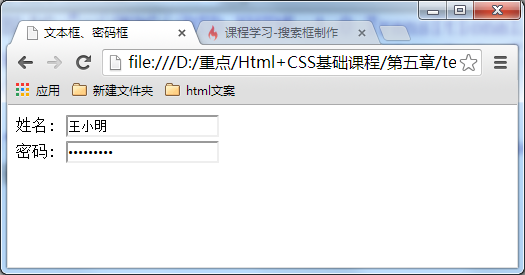 文本框、密码框
课程学习-搜索框制作
file:///D:/重点/Html+CSS基础课程/第五章/te
应用 新建文件夹 html文案
姓名： 王小明
密码： •••••••••